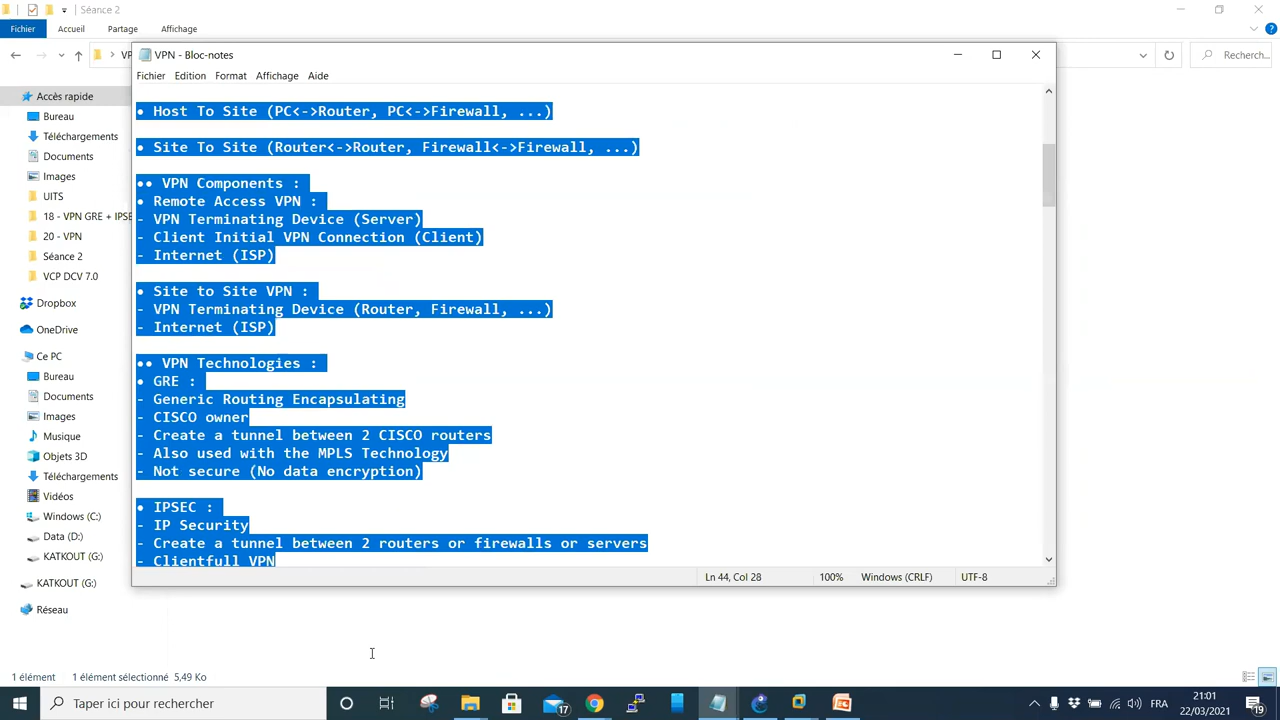 Séance 2
Fichier
Accueil
Partage
Affichage
VP
Recherch...
VPN - Bloc-notes
Fichier
Edition
Format
Affichage
Aide
Accès rapide
Bureau
Téléchargements
Documents
Images
UITS
18 - VPN GRE + IPSE
20 - VPN
Séance 2
VCP DCV 7.0
Dropbox
OneDrive
Ce PC
Bureau
Documents
Images
Musique
Objets 3D
Téléchargements
Vidéos
Windows (C:)
Data (D:)
KATKOUT (G:)
KATKOUT (G:)
Réseau
• Host To Site (PC<->Router, PC<->Firewall, ...)
• Site To Site (Router<->Router, Firewall<->Firewall, ...)
•• VPN Components :
• Remote Access VPN :
- VPN Terminating Device (Server)
- Client Initial VPN Connection (Client)
- Internet (ISP)
• Site to Site VPN :
- VPN Terminating Device (Router, Firewall, ...)
- Internet (ISP)
•• VPN Technologies :
• GRE :
- Generic Routing Encapsulating
- CISCO owner
- Create a tunnel between 2 CISCO routers
- Also used with the MPLS Technology
- Not secure (No data encryption)
• IPSEC :
- IP Security
- Create a tunnel between 2 routers or firewalls or servers
- Clientfull VPN
Ln 44, Col 28
100%
Windows (CRLF)
UTF-8
1 élément
1 élément sélectionné 5,49 Ko
Taper ici pour rechercher
17
FRA
21:01
22/03/2021
19